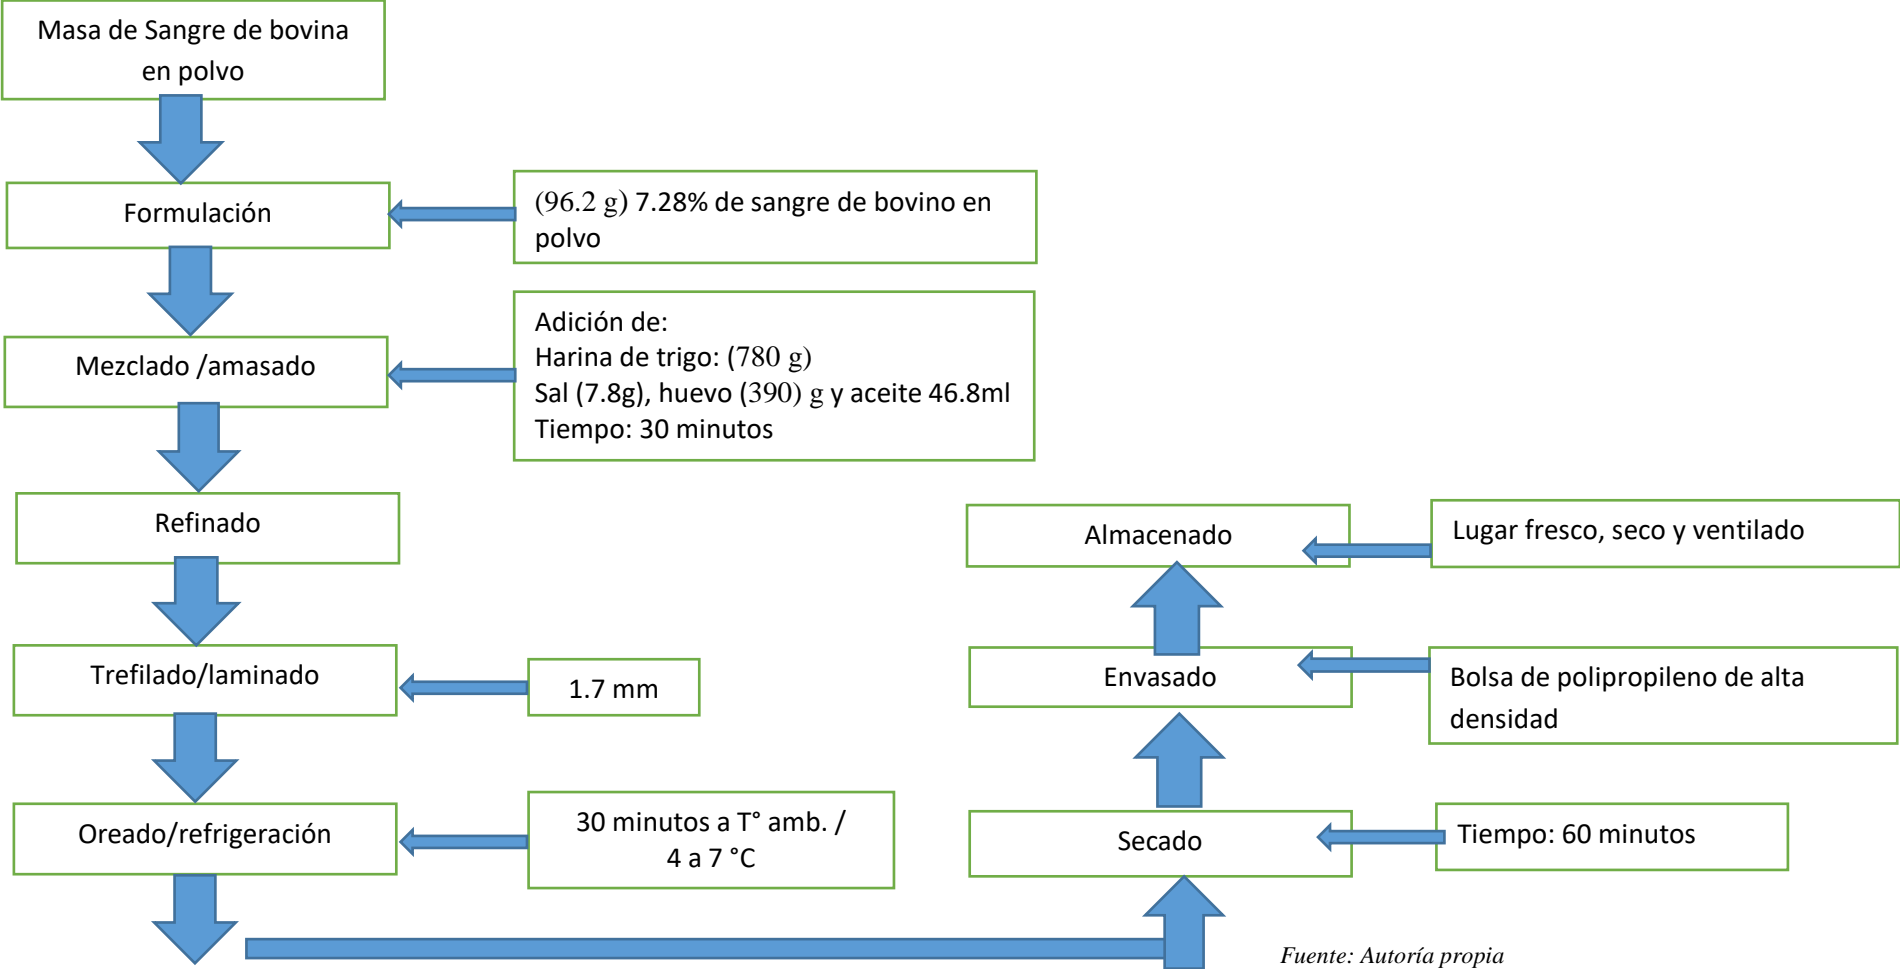 Masa de Sangre de bovina
en polvo
Formulación
(96.2 g) 7.28% de sangre de bovino en
polvo
Mezclado /amasado
Adición de:
Harina de trigo: (780 g)
Sal (7.8g), huevo (390) g y aceite 46.8ml
Tiempo: 30 minutos
Refinado
Trefilado/laminado
1.7 mm
Oreado/refrigeración
30 minutos a T° amb. /
4 a 7 °C
Almacenado
Lugar fresco, seco y ventilado
Envasado
Bolsa de polipropileno de alta
densidad
Secado
Tiempo: 60 minutos
Fuente: Autoría propia